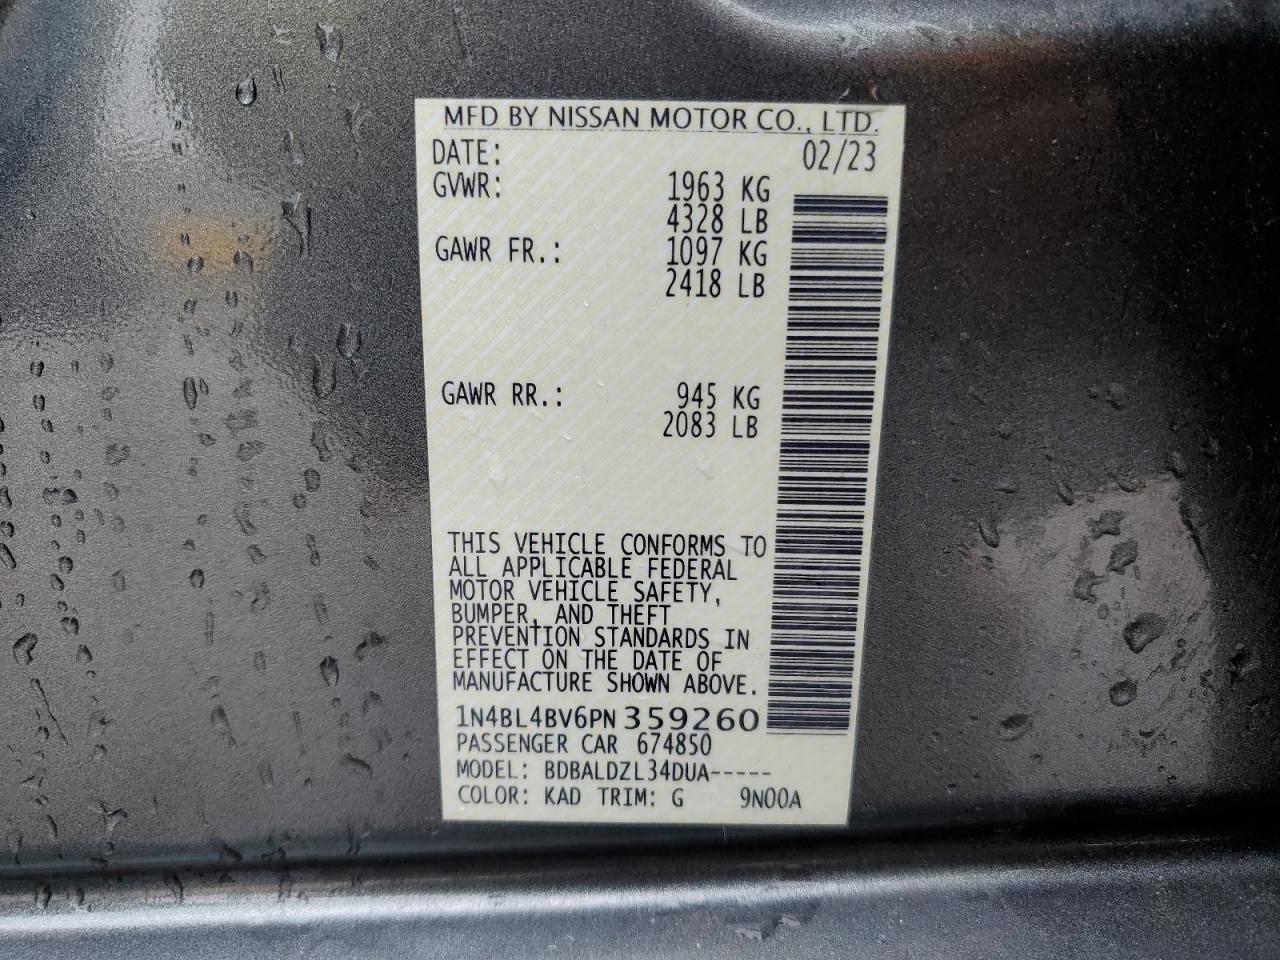 MFD BY NISSAN MOTOR CO., LTD.
DATE: 02/23
GVWR: 1963 KG
4328 LB
GAWR FR.: 1097 KG
2418 LB
GAWR RR.: 945 KG
2083 LB
THIS VEHICLE CONFORMS TO
ALL APPLICABLE FEDERAL
MOTOR VEHICLE SAFETY,
BUMPER, AND THEFT
PREVENTION STANDARDS IN
EFFECT ON THE DATE OF
MANUFACTURE SHOWN ABOVE.
1N4BL4BV6PN359260
PASSENGER CAR 674850
MODEL: BDBALDZL34DUA-----
COLOR: KAD TRIM: G 9N00A